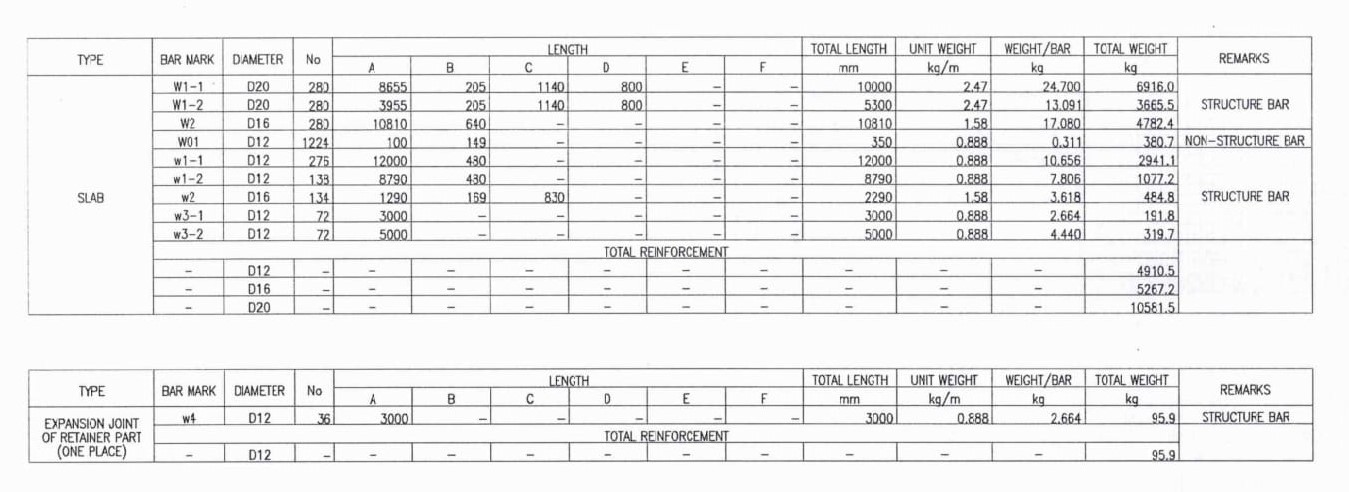 TYPE BAR MARK DIAMETER No LENGTH TOTAL LENGTH UNIT WEIGHT WEIGHT/BAR TOTAL WEIGHT REMARKS
A B C D E F mm kg/m kg kg
SLAB
W1-1 D20 280 8655 205 1140 800 - - 10000 2.47 24.700 6916.0
W1-2 D20 280 3955 205 1140 800 - - 5300 2.47 13.091 3665.5 STRUCTURE BAR
W2 D16 280 10810 640 - - - - 10810 1.58 17.080 4782.4
W01 D12 1224 100 149 - - - - 350 0.888 0.311 380.7 NON-STRUCTURE BAR
w1-1 D12 276 12000 430 - - - - 12000 0.888 10.656 2941.1
w1-2 D12 138 8790 430 - - - - 8790 0.888 7.806 1077.2
w2 D16 134 1290 169 830 - - - 2290 1.58 3.618 484.8 STRUCTURE BAR
w3-1 D12 72 3000 - - - - - 3000 0.888 2.664 191.8
w3-2 D12 72 5000 - - - - - 5000 0.888 4.440 319.7
TOTAL REINFORCEMENT
- D12 - - - - - - - - - - 4910.5
- D16 - - - - - - - - - - 5267.2
- D20 - - - - - - - - - - 10581.5
TYPE BAR MARK DIAMETER No LENGTH TOTAL LENGTH UNIT WEIGHT WEIGHT/BAR TOTAL WEIGHT REMARKS
A B C D E F mm kg/m kg kg
EXPANSION JOINT
OF RETAINER PART
(ONE PLACE)
w4 D12 36 3000 - - - - - 3000 0.888 2.664 95.9 STRUCTURE BAR
TOTAL REINFORCEMENT
- D12 - - - - - - - - - - 95.9